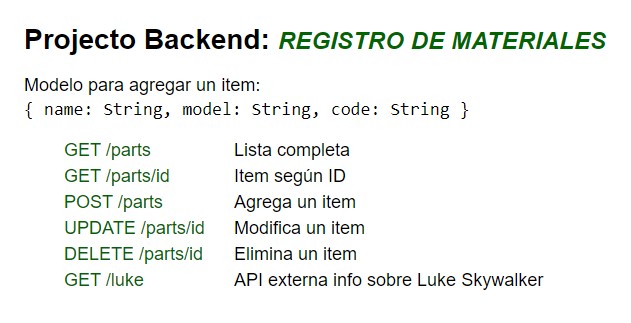 Projecto Backend: REGISTRO DE MATERIALES
Modelo para agregar un item:
{ name: String, model: String, code: String }
GET /parts Lista completa
GET /parts/id Item según ID
POST /parts Agrega un item
UPDATE /parts/id Modifica un item
DELETE /parts/id Elimina un item
GET /luke API externa info sobre Luke Skywalker